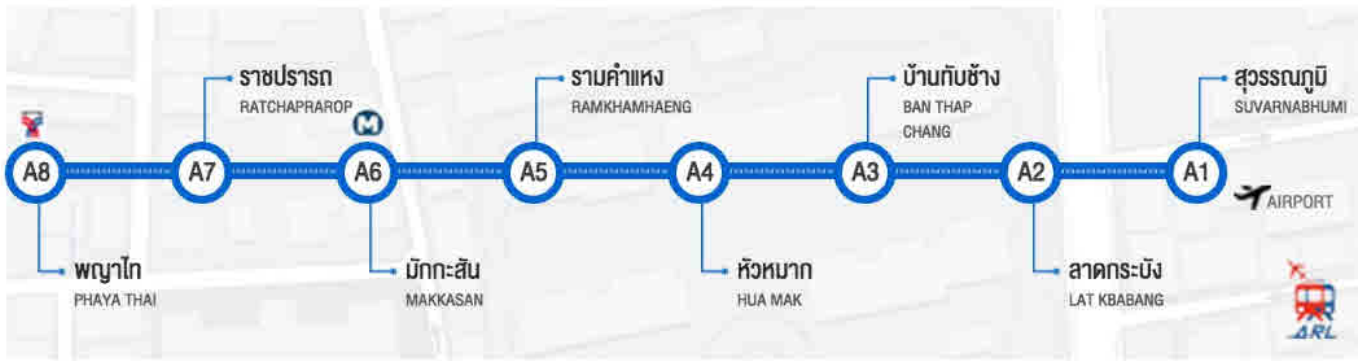 ราชปรารถ
RATCHAPRAROP
รามคำแหง
RAMKHAMHAENG
บ้านทับช้าง
BAN THAP
CHANG
สุวรรณภูมิ
SUVARNABHUMI
M
A8
A7
A6
A5
A4
A3
A2
A1
AIRPORT
พญาไท
PHAYA THAI
มักกะสัน
MAKKASAN
หัวหมาก
HUA MAK
ลาดกระบัง
LAT KBABANG
ARL